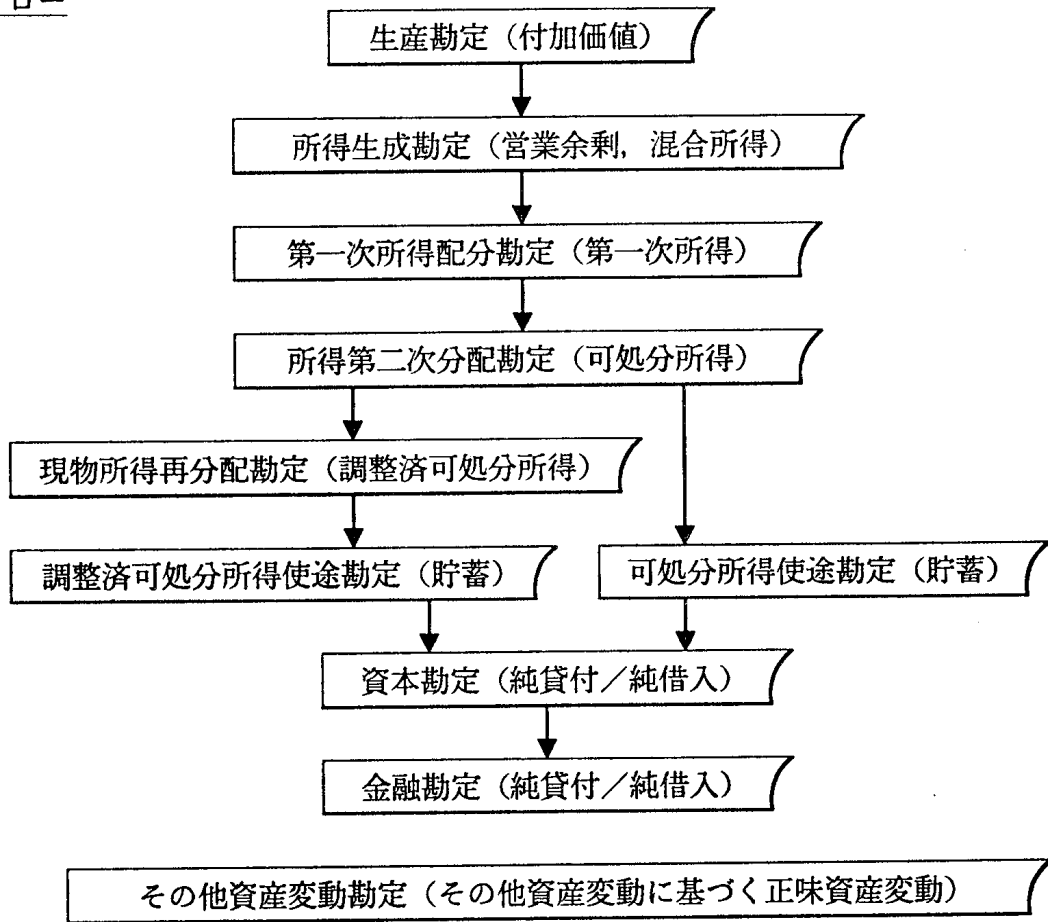 生産勘定（付加価値）
所得生成勘定（営業余剰，混合所得）
第一次所得配分勘定（第一次所得）
所得第二次分配勘定（可処分所得）
現物所得再分配勘定（調整済可処分所得）
調整済可処分所得使途勘定（貯蓄）
可処分所得使途勘定（貯蓄）
資本勘定（純貸付／純借入）
金融勘定（純貸付／純借入）
その他資産変動勘定（その他資産変動に基づく正味資産変動）